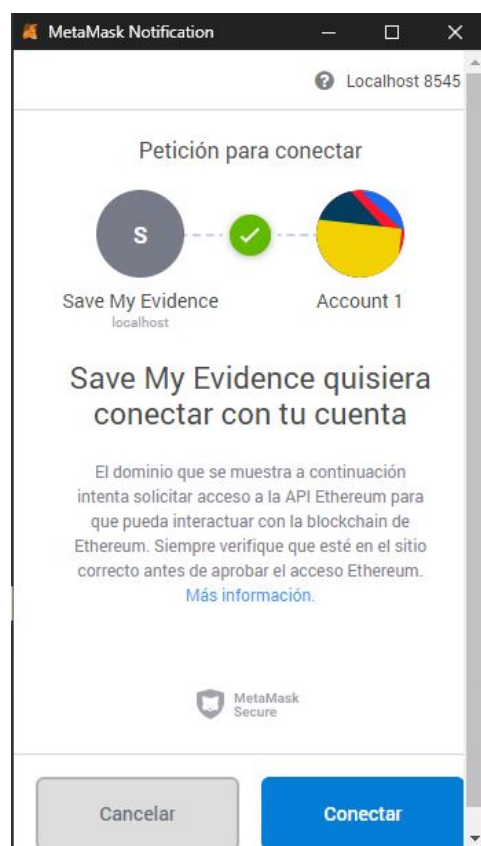 MetaMask Notification
Localhost 8545
Petición para conectar
S
Save My Evidence
localhost
Account 1
Save My Evidence quisiera
conectar con tu cuenta
El dominio que se muestra a continuación
intenta solicitar acceso a la API Ethereum para
que pueda interactuar con la blockchain de
Ethereum. Siempre verifique que esté en el sitio
correcto antes de aprobar el acceso Ethereum.
Más información.
MetaMask
Secure
Cancelar
Conectar